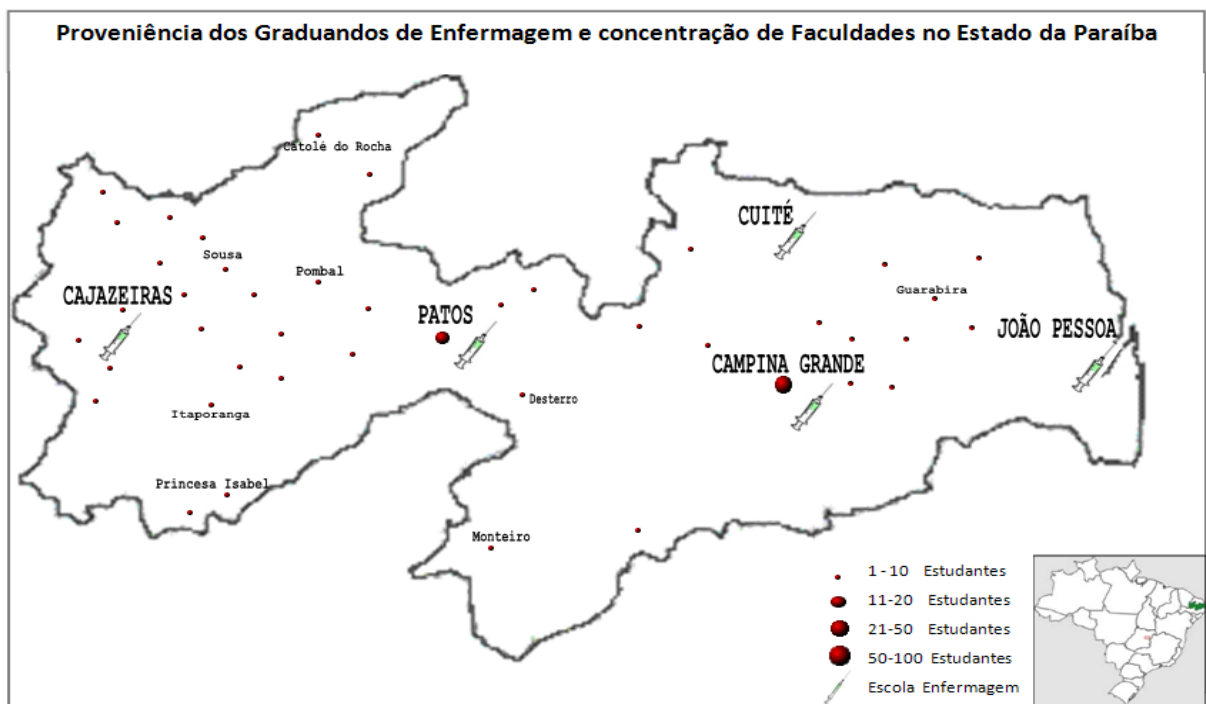 Proveniência dos Graduandos de Enfermagem e concentração de Faculdades no Estado da Paraíba
Catolé do Rocha
CUITÉ
Sousa
Pombal
Guarabira
CAJAZEIRAS
PATOS
JOÃO PESSOA
CAMPINA GRANDE
Desterro
Itaporanga
Princesa Isabel
Monteiro
1 - 10 Estudantes
11-20 Estudantes
21-50 Estudantes
50-100 Estudantes
Escola Enfermagem